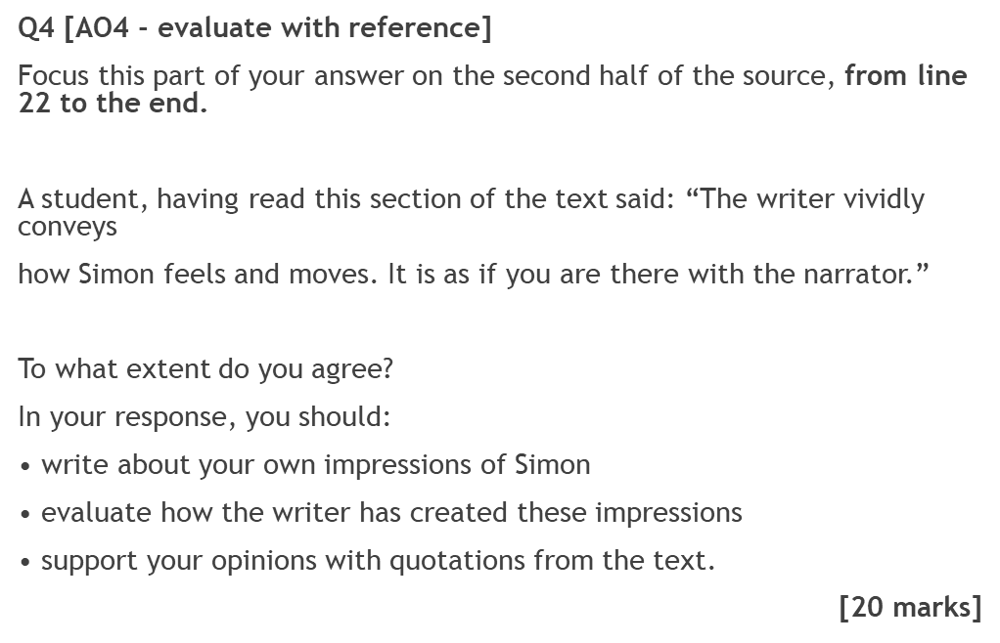 Q4 [AO4 - evaluate with reference]
Focus this part of your answer on the second half of the source, from line
22 to the end.
A student, having read this section of the text said: “The writer vividly
conveys
how Simon feels and moves. It is as if you are there with the narrator.”
To what extent do you agree?
In your response, you should:
• write about your own impressions of Simon
• evaluate how the writer has created these impressions
• support your opinions with quotations from the text.
[20 marks]